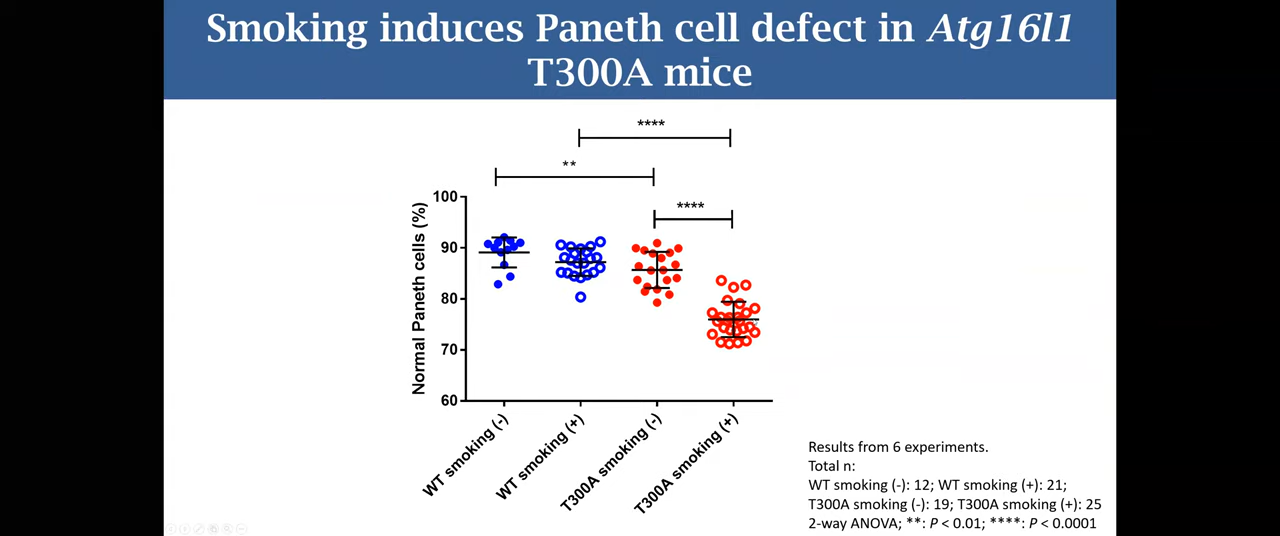 Smoking induces Paneth cell defect in Atg16l1
T300A mice
****
**
****
Normal Paneth cells (%)
100
90
80
70
60
WT smoking (-)
WT smoking (+)
T300A smoking (-)
T300A smoking (+)
Results from 6 experiments.
Total n:
WT smoking (-): 12; WT smoking (+): 21;
T300A smoking (-): 19; T300A smoking (+): 25
2-way ANOVA; **: P < 0.01; ****: P < 0.0001